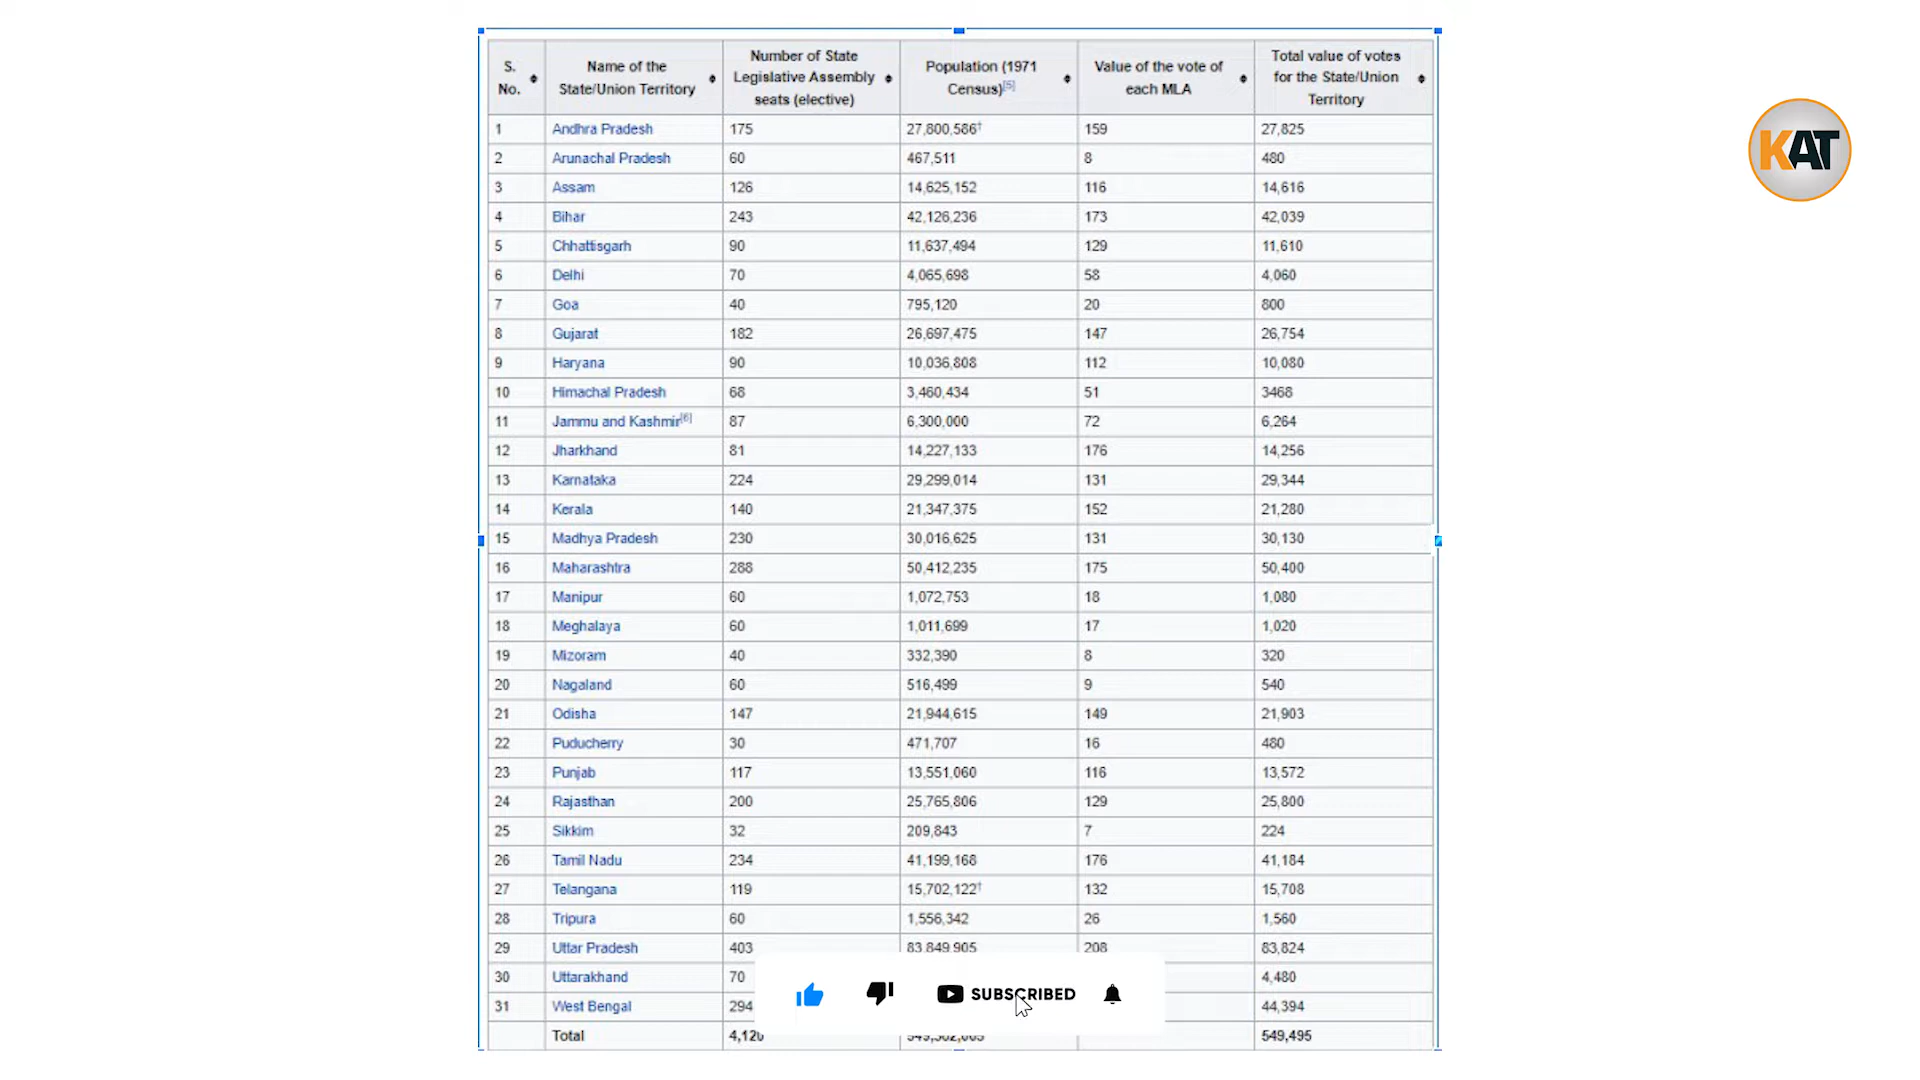 S. No. Name of the State/Union Territory Number of State Legislative Assembly seats (elective) Population (1971 Census)[5] Value of the vote of each MLA Total value of votes for the State/Union Territory
1 Andhra Pradesh 175 27,800,586† 159 27,825
2 Arunachal Pradesh 60 467,511 8 480
3 Assam 126 14,625,152 116 14,616
4 Bihar 243 42,126,236 173 42,039
5 Chhattisgarh 90 11,637,494 129 11,610
6 Delhi 70 4,065,698 58 4,060
7 Goa 40 795,120 20 800
8 Gujarat 182 26,697,475 147 26,754
9 Haryana 90 10,036,808 112 10,080
10 Himachal Pradesh 68 3,460,434 51 3468
11 Jammu and Kashmir[6] 87 6,300,000 72 6,264
12 Jharkhand 81 14,227,133 176 14,256
13 Karnataka 224 29,299,014 131 29,344
14 Kerala 140 21,347,375 152 21,280
15 Madhya Pradesh 230 30,016,625 131 30,130
16 Maharashtra 288 50,412,235 175 50,400
17 Manipur 60 1,072,753 18 1,080
18 Meghalaya 60 1,011,699 17 1,020
19 Mizoram 40 332,390 8 320
20 Nagaland 60 516,499 9 540
21 Odisha 147 21,944,615 149 21,903
22 Puducherry 30 471,707 16 480
23 Punjab 117 13,551,060 116 13,572
24 Rajasthan 200 25,765,806 129 25,800
25 Sikkim 32 209,843 7 224
26 Tamil Nadu 234 41,199,168 176 41,184
27 Telangana 119 15,702,122† 132 15,708
28 Tripura 60 1,556,342 26 1,560
29 Uttar Pradesh 403 83,849,905 208 83,824
30 Uttarakhand 70 4,480
31 West Bengal 294 44,394
Total 4,120 549,495
SUBSCRIBED
KAT